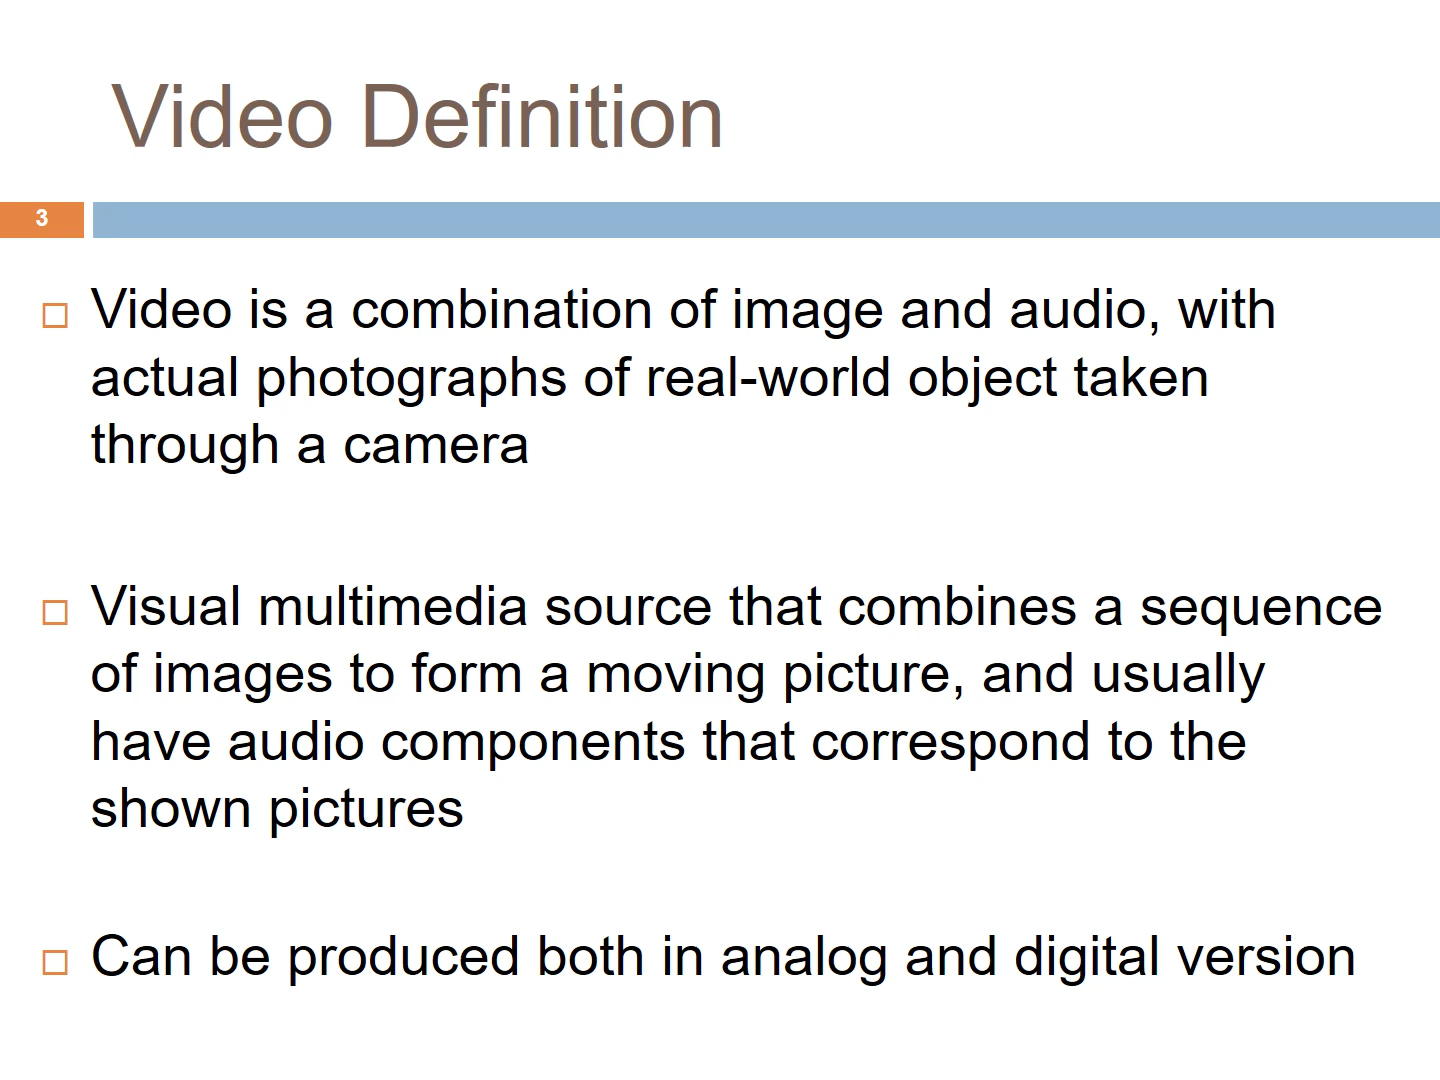 Video Definition
3
Video is a combination of image and audio, with
actual photographs of real-world object taken
through a camera
Visual multimedia source that combines a sequence
of images to form a moving picture, and usually
have audio components that correspond to the
shown pictures
Can be produced both in analog and digital version